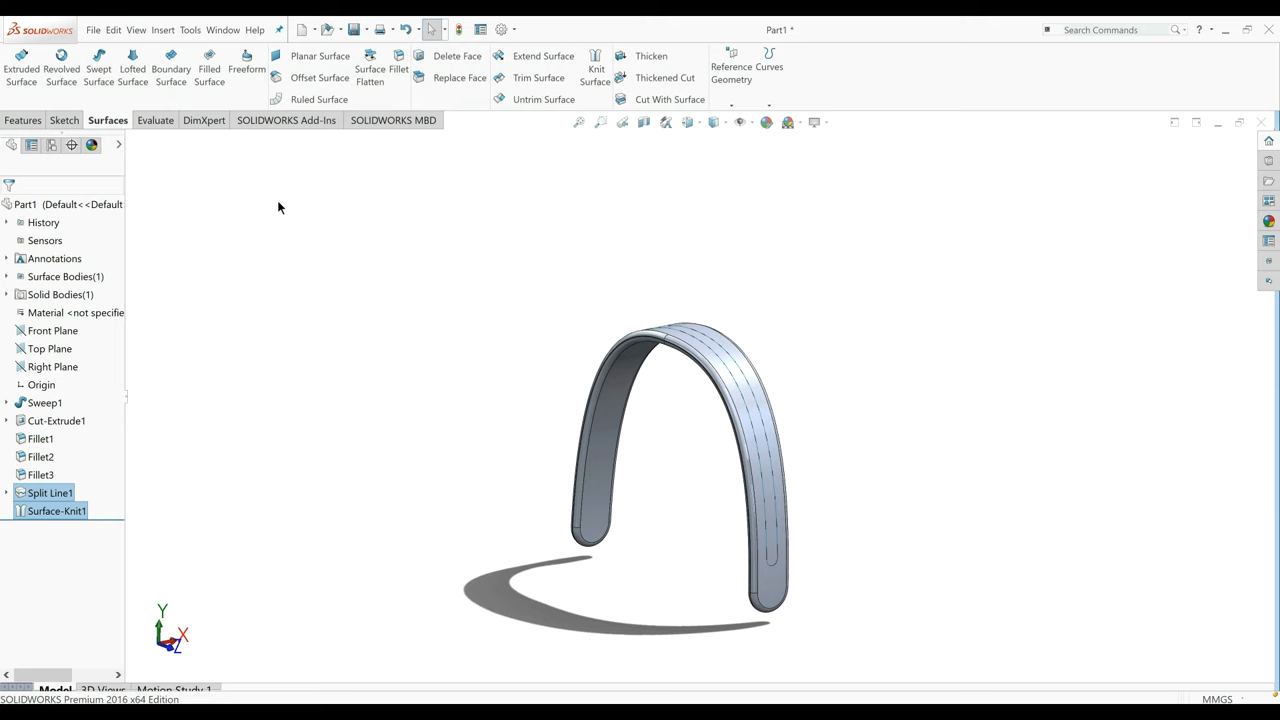 SOLIDWORKS File Edit View Insert Tools Window Help Part1 * Search Commands
Extruded Surface
Revolved Surface
Swept Surface
Lofted Surface
Boundary Surface
Filled Surface
Freeform
Planar Surface
Offset Surface
Ruled Surface
Surface Flatten
Fillet
Delete Face
Replace Face
Extend Surface
Trim Surface
Untrim Surface
Knit Surface
Thicken
Thickened Cut
Cut With Surface
Reference Geometry
Curves
Features Sketch Surfaces Evaluate DimXpert SOLIDWORKS Add-Ins SOLIDWORKS MBD
Part1 (Default<<Default
History
Sensors
Annotations
Surface Bodies(1)
Solid Bodies(1)
Material <not specifie
Front Plane
Top Plane
Right Plane
Origin
Sweep1
Cut-Extrude1
Fillet1
Fillet2
Fillet3
Split Line1
Surface-Knit1
Y
X
Z
Model 3D Views Motion Study 1
SOLIDWORKS Premium 2016 x64 Edition MMGS